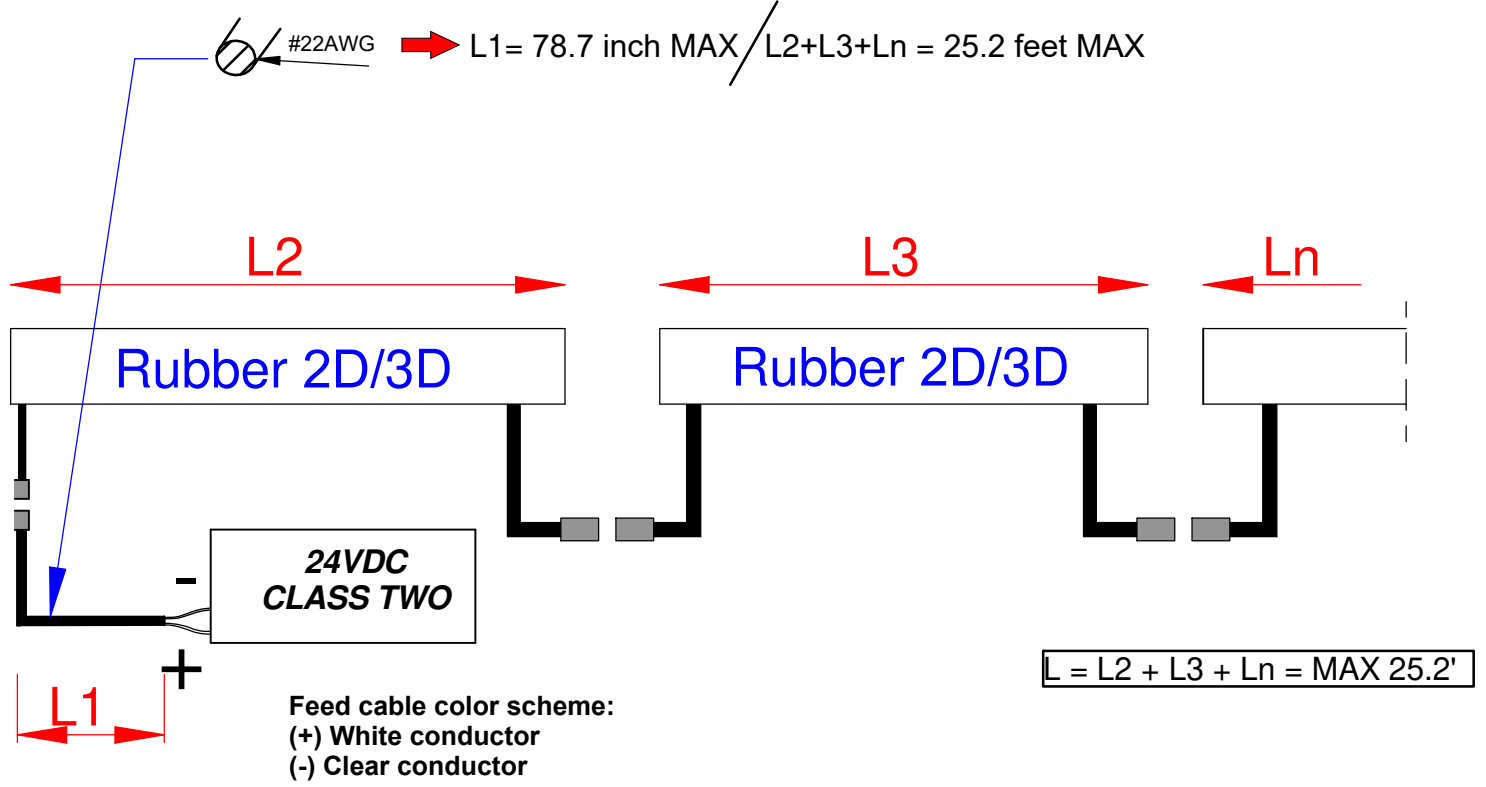 #22AWG L1= 78.7 inch MAX/L2+L3+Ln = 25.2 feet MAX
L2 L3 Ln
Rubber 2D/3D Rubber 2D/3D
-
24VDC
CLASS TWO
+
L = L2 + L3 + Ln = MAX 25.2'
L1
Feed cable color scheme:
(+) White conductor
(-) Clear conductor